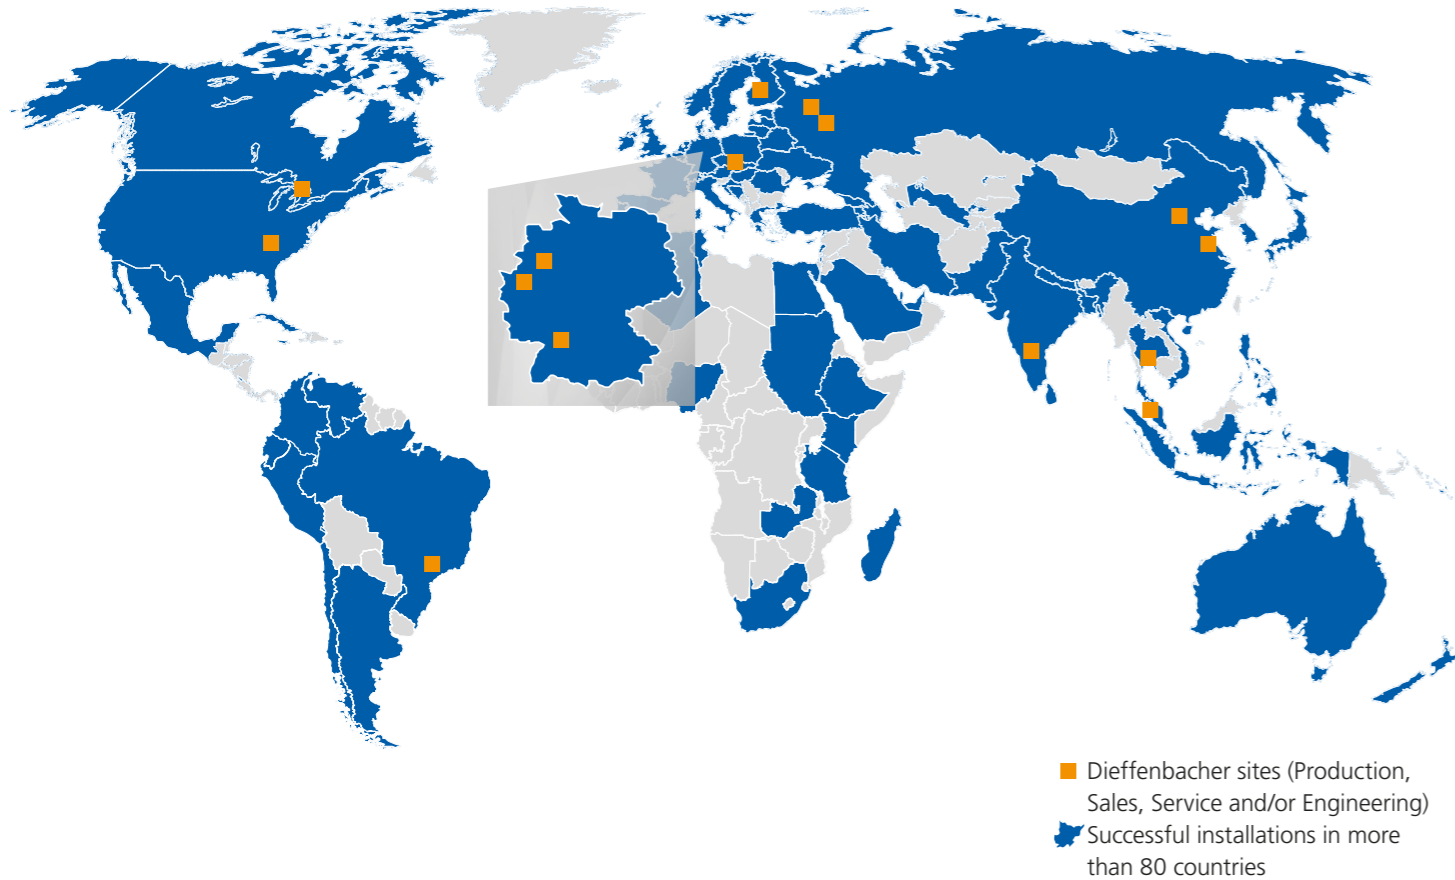 Dieffenbacher sites (Production,
Sales, Service and/or Engineering)
Successful installations in more
than 80 countries